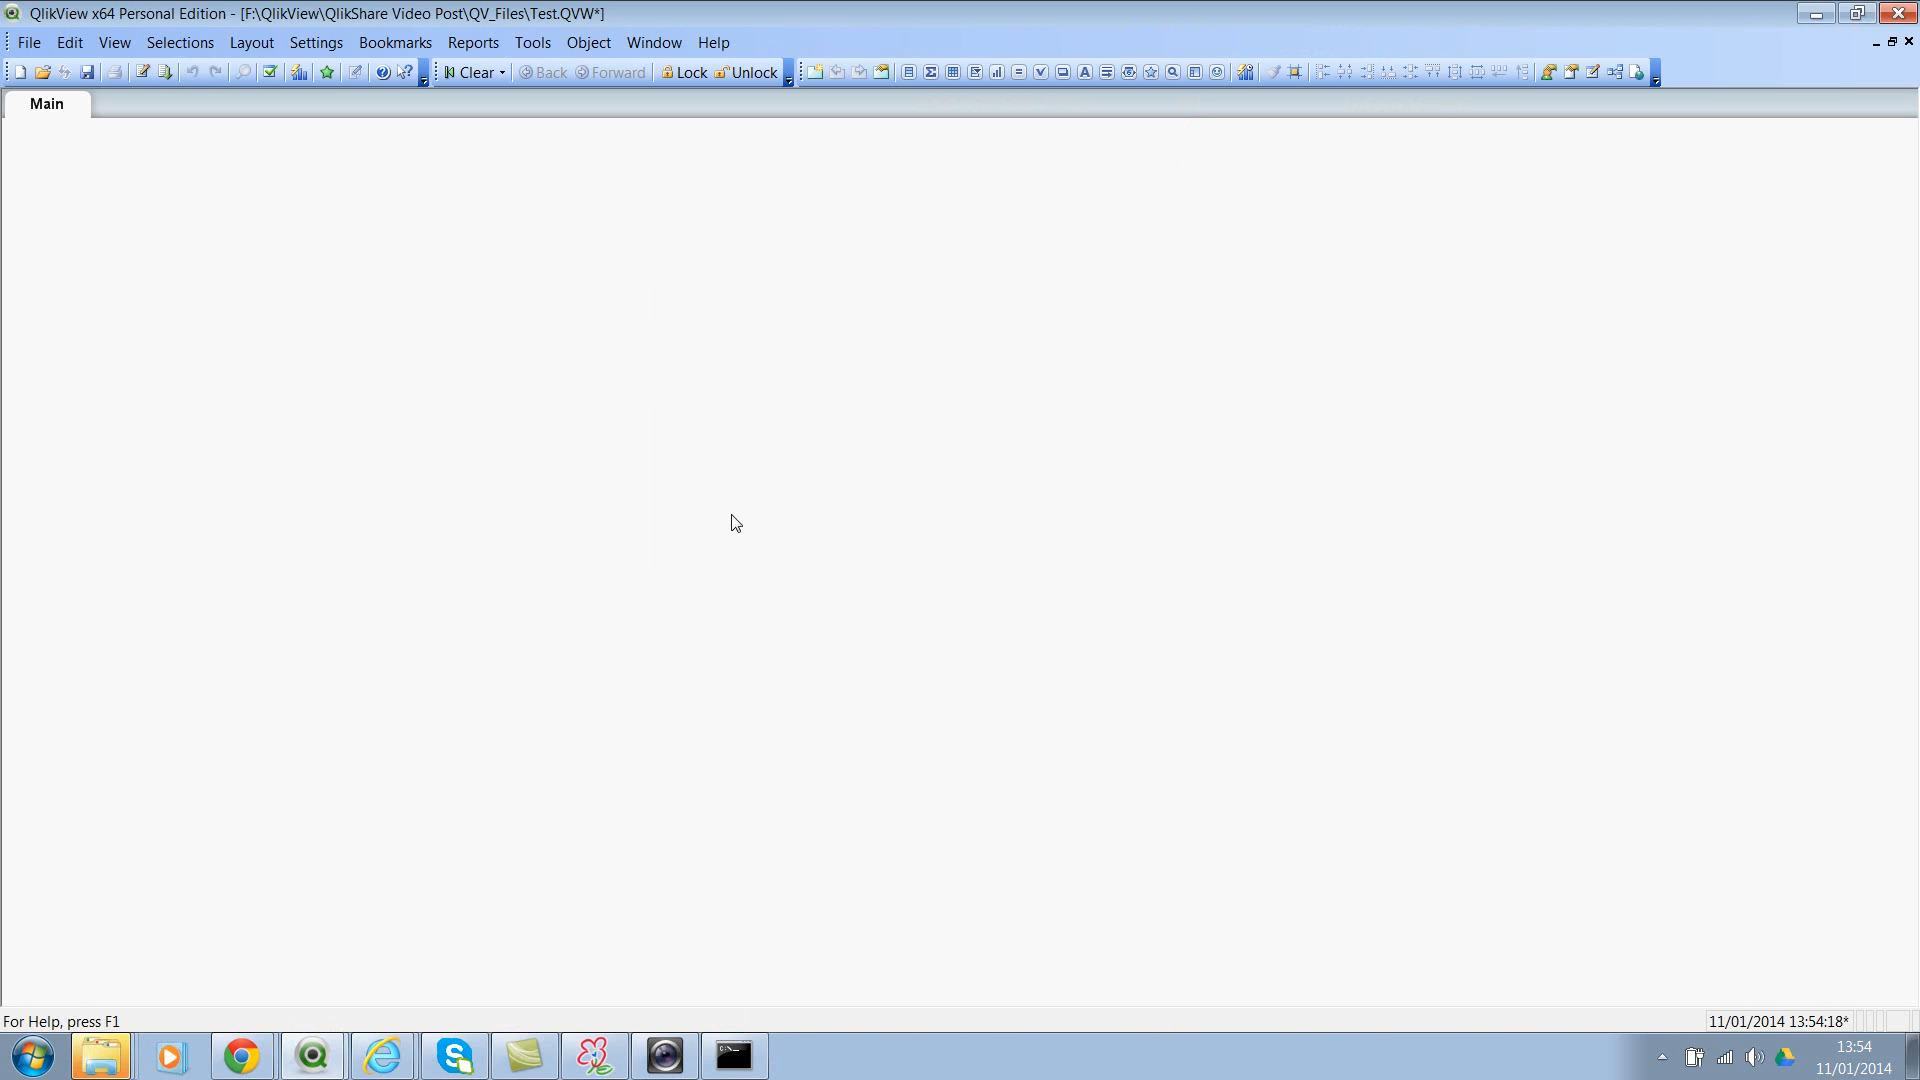 QlikView x64 Personal Edition - [F:\QlikView\QlikShare Video Post\QV_Files\Test.QVW*]
File Edit View Selections Layout Settings Bookmarks Reports Tools Object Window Help
Clear Back Forward Lock Unlock
Main
For Help, press F1
11/01/2014 13:54:18*
13:54
11/01/2014